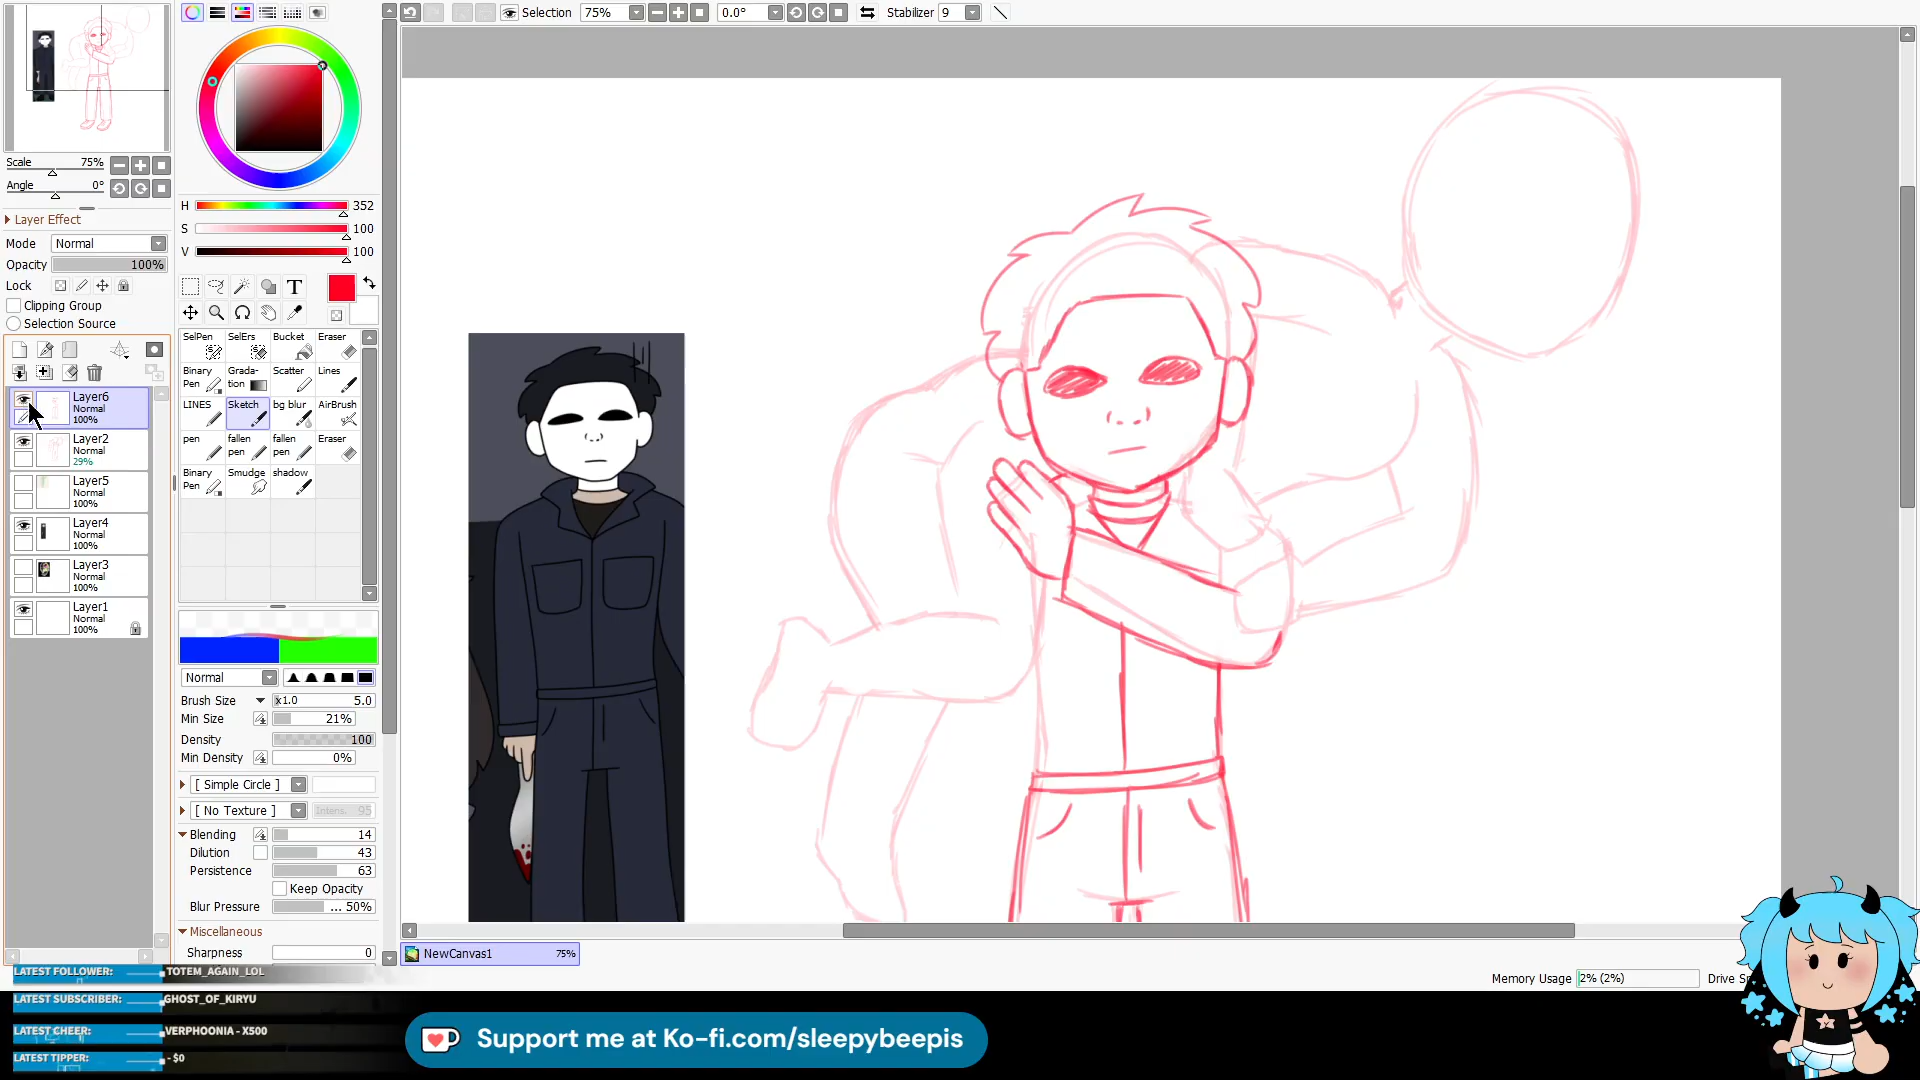 Selection 75% 0.0° Stabilizer 9
Scale 75%
Angle 0°
Layer Effect
Mode Normal
Opacity 100%
Lock
Clipping Group
Selection Source
Layer6
Normal
100%
Layer2
Normal
29%
Layer5
Normal
100%
Layer4
Normal
100%
Layer3
Normal
100%
Layer1
Normal
100%
H 352
S 100
V 100
T
SelPen SelErs Bucket Eraser
Binary Pen Grada-tion Scatter Lines
LINES Sketch bg blur AirBrush
pen fallen pen fallen pen Eraser
Binary Pen Smudge shadow
Normal
Brush Size x1.0 5.0
Min Size 21%
Density 100
Min Density 0%
[ Simple Circle ]
[ No Texture ] Intens. 95
Blending 14
Dilution 43
Persistence 63
Keep Opacity
Blur Pressure ... 50%
Miscellaneous
Sharpness 0
NewCanvas1 75%
Memory Usage 2% (2%) Drive
LATEST FOLLOWER: TOTEM_AGAIN_LOL
LATEST SUBSCRIBER: GHOST_OF_KIRYU
LATEST CHEER: VERPHOONIA - X500
LATEST TIPPER: - $0
Support me at Ko-fi.com/sleepybeepis